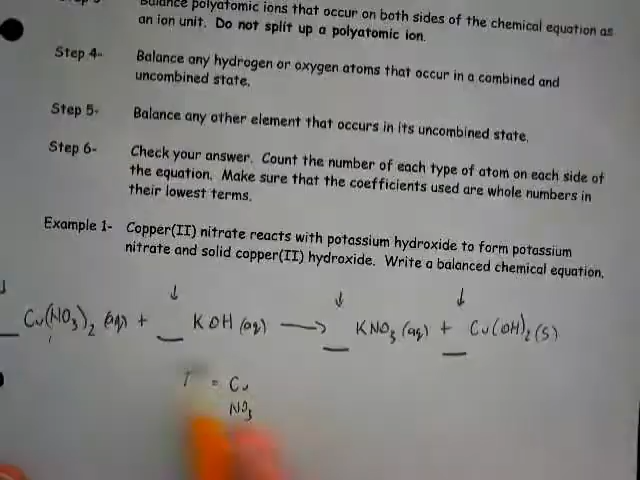 Balance polyatomic ions that occur on both sides of the chemical equation as
an ion unit. Do not split up a polyatomic ion.
Step 4- Balance any hydrogen or oxygen atoms that occur in a combined and
uncombined state.
Step 5- Balance any other element that occurs in its uncombined state.
Step 6- Check your answer. Count the number of each type of atom on each side of
the equation. Make sure that the coefficients used are whole numbers in
their lowest terms.
Example 1- Copper(II) nitrate reacts with potassium hydroxide to form potassium
nitrate and solid copper(II) hydroxide. Write a balanced chemical equation.
__ Cu(NO₃)₂ (aq) + __ KOH (aq) → __ KNO₃ (aq) + __ Cu(OH)₂ (s)
= Cu
NO₃